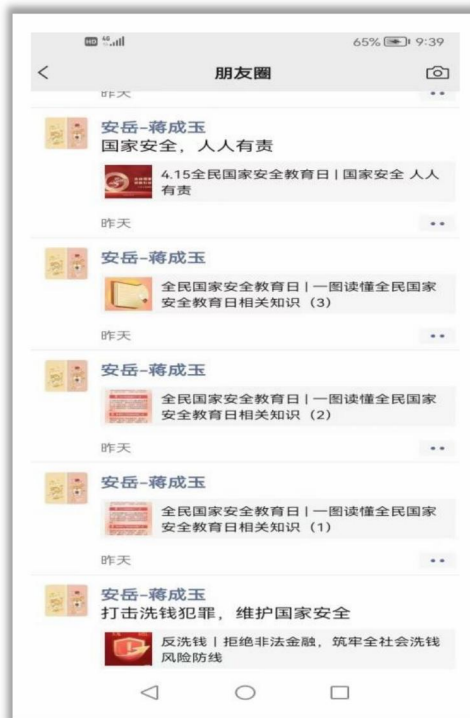 HD 4G 65% 9:39
朋友圈
昨天
安岳-蒋成玉
国家安全，人人有责
4.15全民国家安全教育日 | 国家安全 人人
有责
昨天
安岳-蒋成玉
全民国家安全教育日 | 一图读懂全民国家
安全教育日相关知识（3）
昨天
安岳-蒋成玉
全民国家安全教育日 | 一图读懂全民国家
安全教育日相关知识（2）
昨天
安岳-蒋成玉
全民国家安全教育日 | 一图读懂全民国家
安全教育日相关知识（1）
昨天
安岳-蒋成玉
打击洗钱犯罪，维护国家安全
反洗钱 | 拒绝非法金融，筑牢全社会洗钱
风险防线